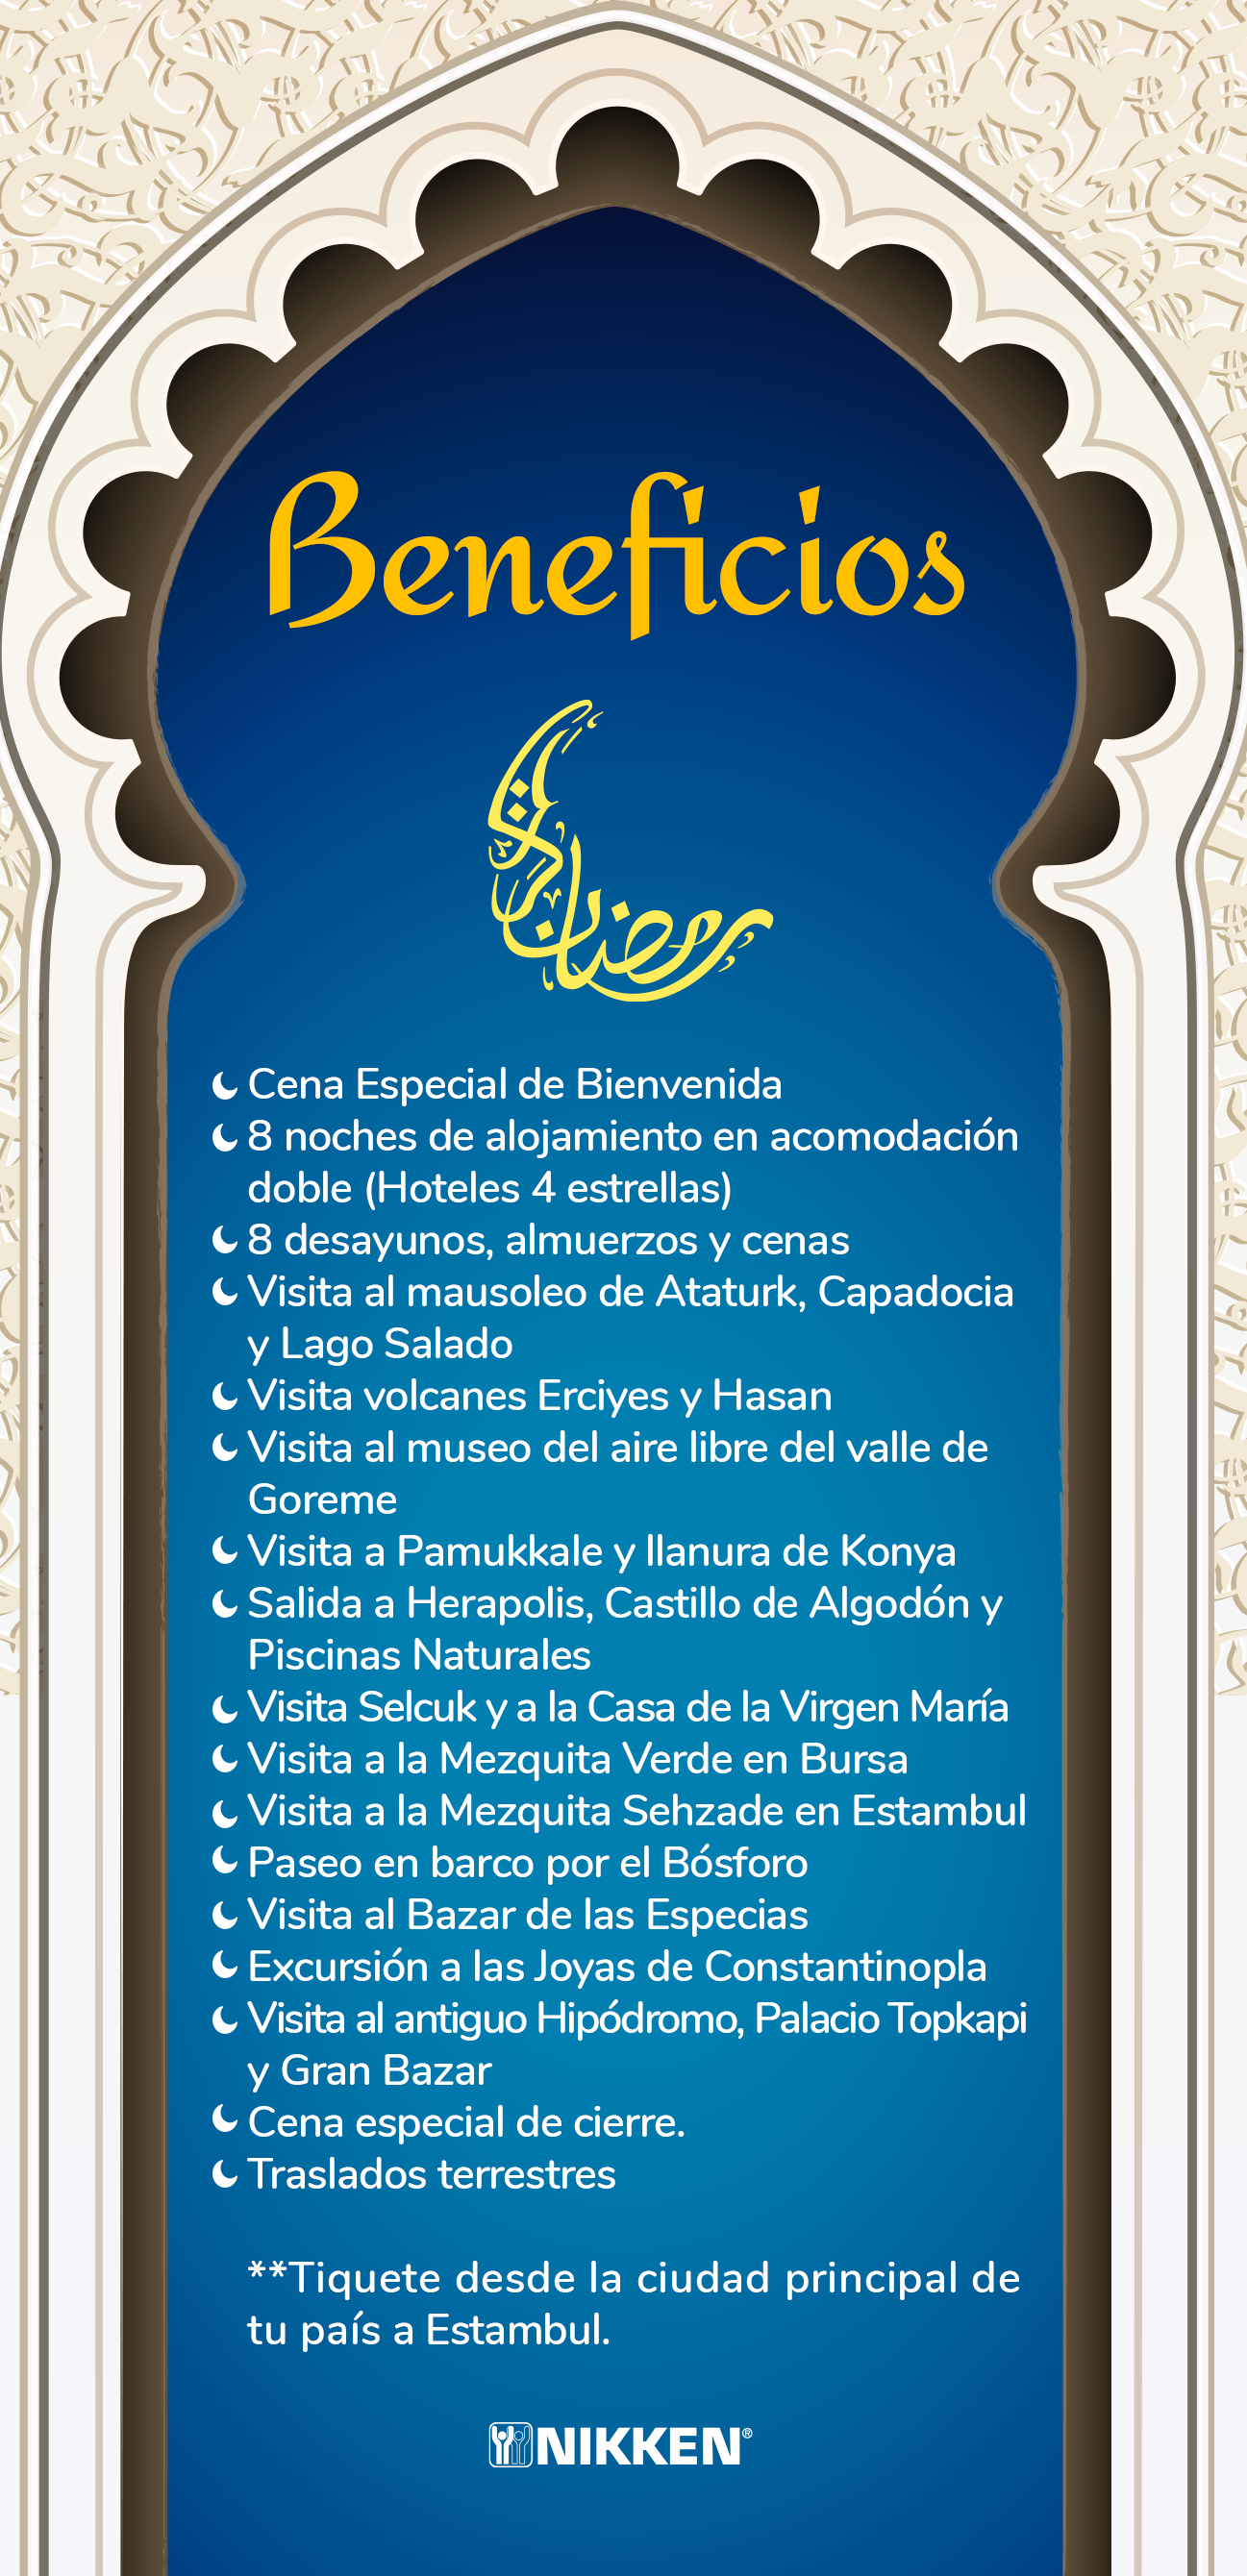 Beneficios
رمضان كريم
Cena Especial de Bienvenida
8 noches de alojamiento en acomodación
doble (Hoteles 4 estrellas)
8 desayunos, almuerzos y cenas
Visita al mausoleo de Ataturk, Capadocia
y Lago Salado
Visita volcanes Erciyes y Hasan
Visita al museo del aire libre del valle de
Goreme
Visita a Pamukkale y llanura de Konya
Salida a Herapolis, Castillo de Algodón y
Piscinas Naturales
Visita Selcuk y a la Casa de la Virgen María
Visita a la Mezquita Verde en Bursa
Visita a la Mezquita Sehzade en Estambul
Paseo en barco por el Bósforo
Visita al Bazar de las Especias
Excursión a las Joyas de Constantinopla
Visita al antiguo Hipódromo, Palacio Topkapi
y Gran Bazar
Cena especial de cierre.
Traslados terrestres
**Tiquete desde la ciudad principal de
tu país a Estambul.
NIKKEN®